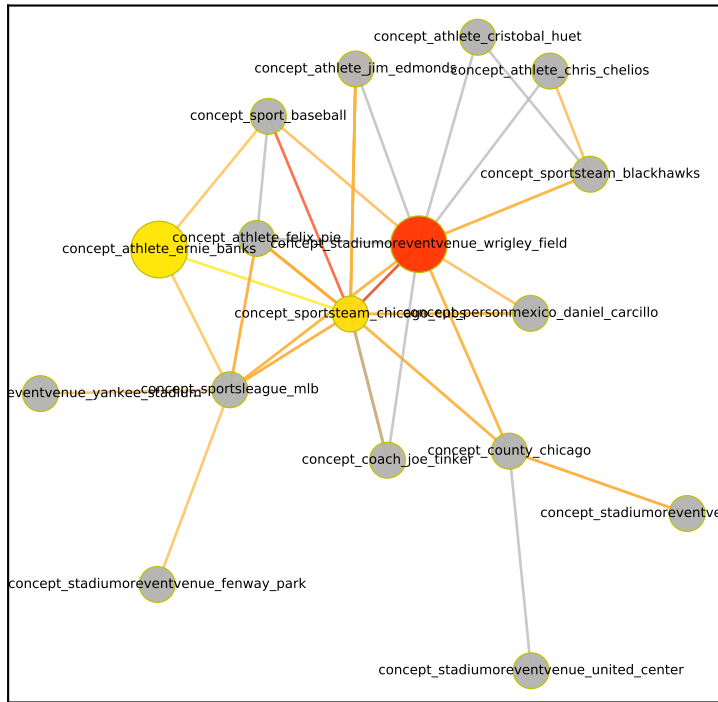 concept_athlete_cristobal_huet
concept_athlete_jim_edmonds
concept_athlete_chris_chelios
concept_sport_baseball
concept_sportsteam_blackhawks
concept_athlete_felix_pie
concept_stadiumoreventvenue_wrigley_field
concept_athlete_ernie_banks
concept_sportsteam_chicago_cubs
concept_personmexico_daniel_carcillo
eventvenue_yankee_stadium
concept_sportsleague_mlb
concept_county_chicago
concept_coach_joe_tinker
concept_stadiumoreventve
concept_stadiumoreventvenue_fenway_park
concept_stadiumoreventvenue_united_center